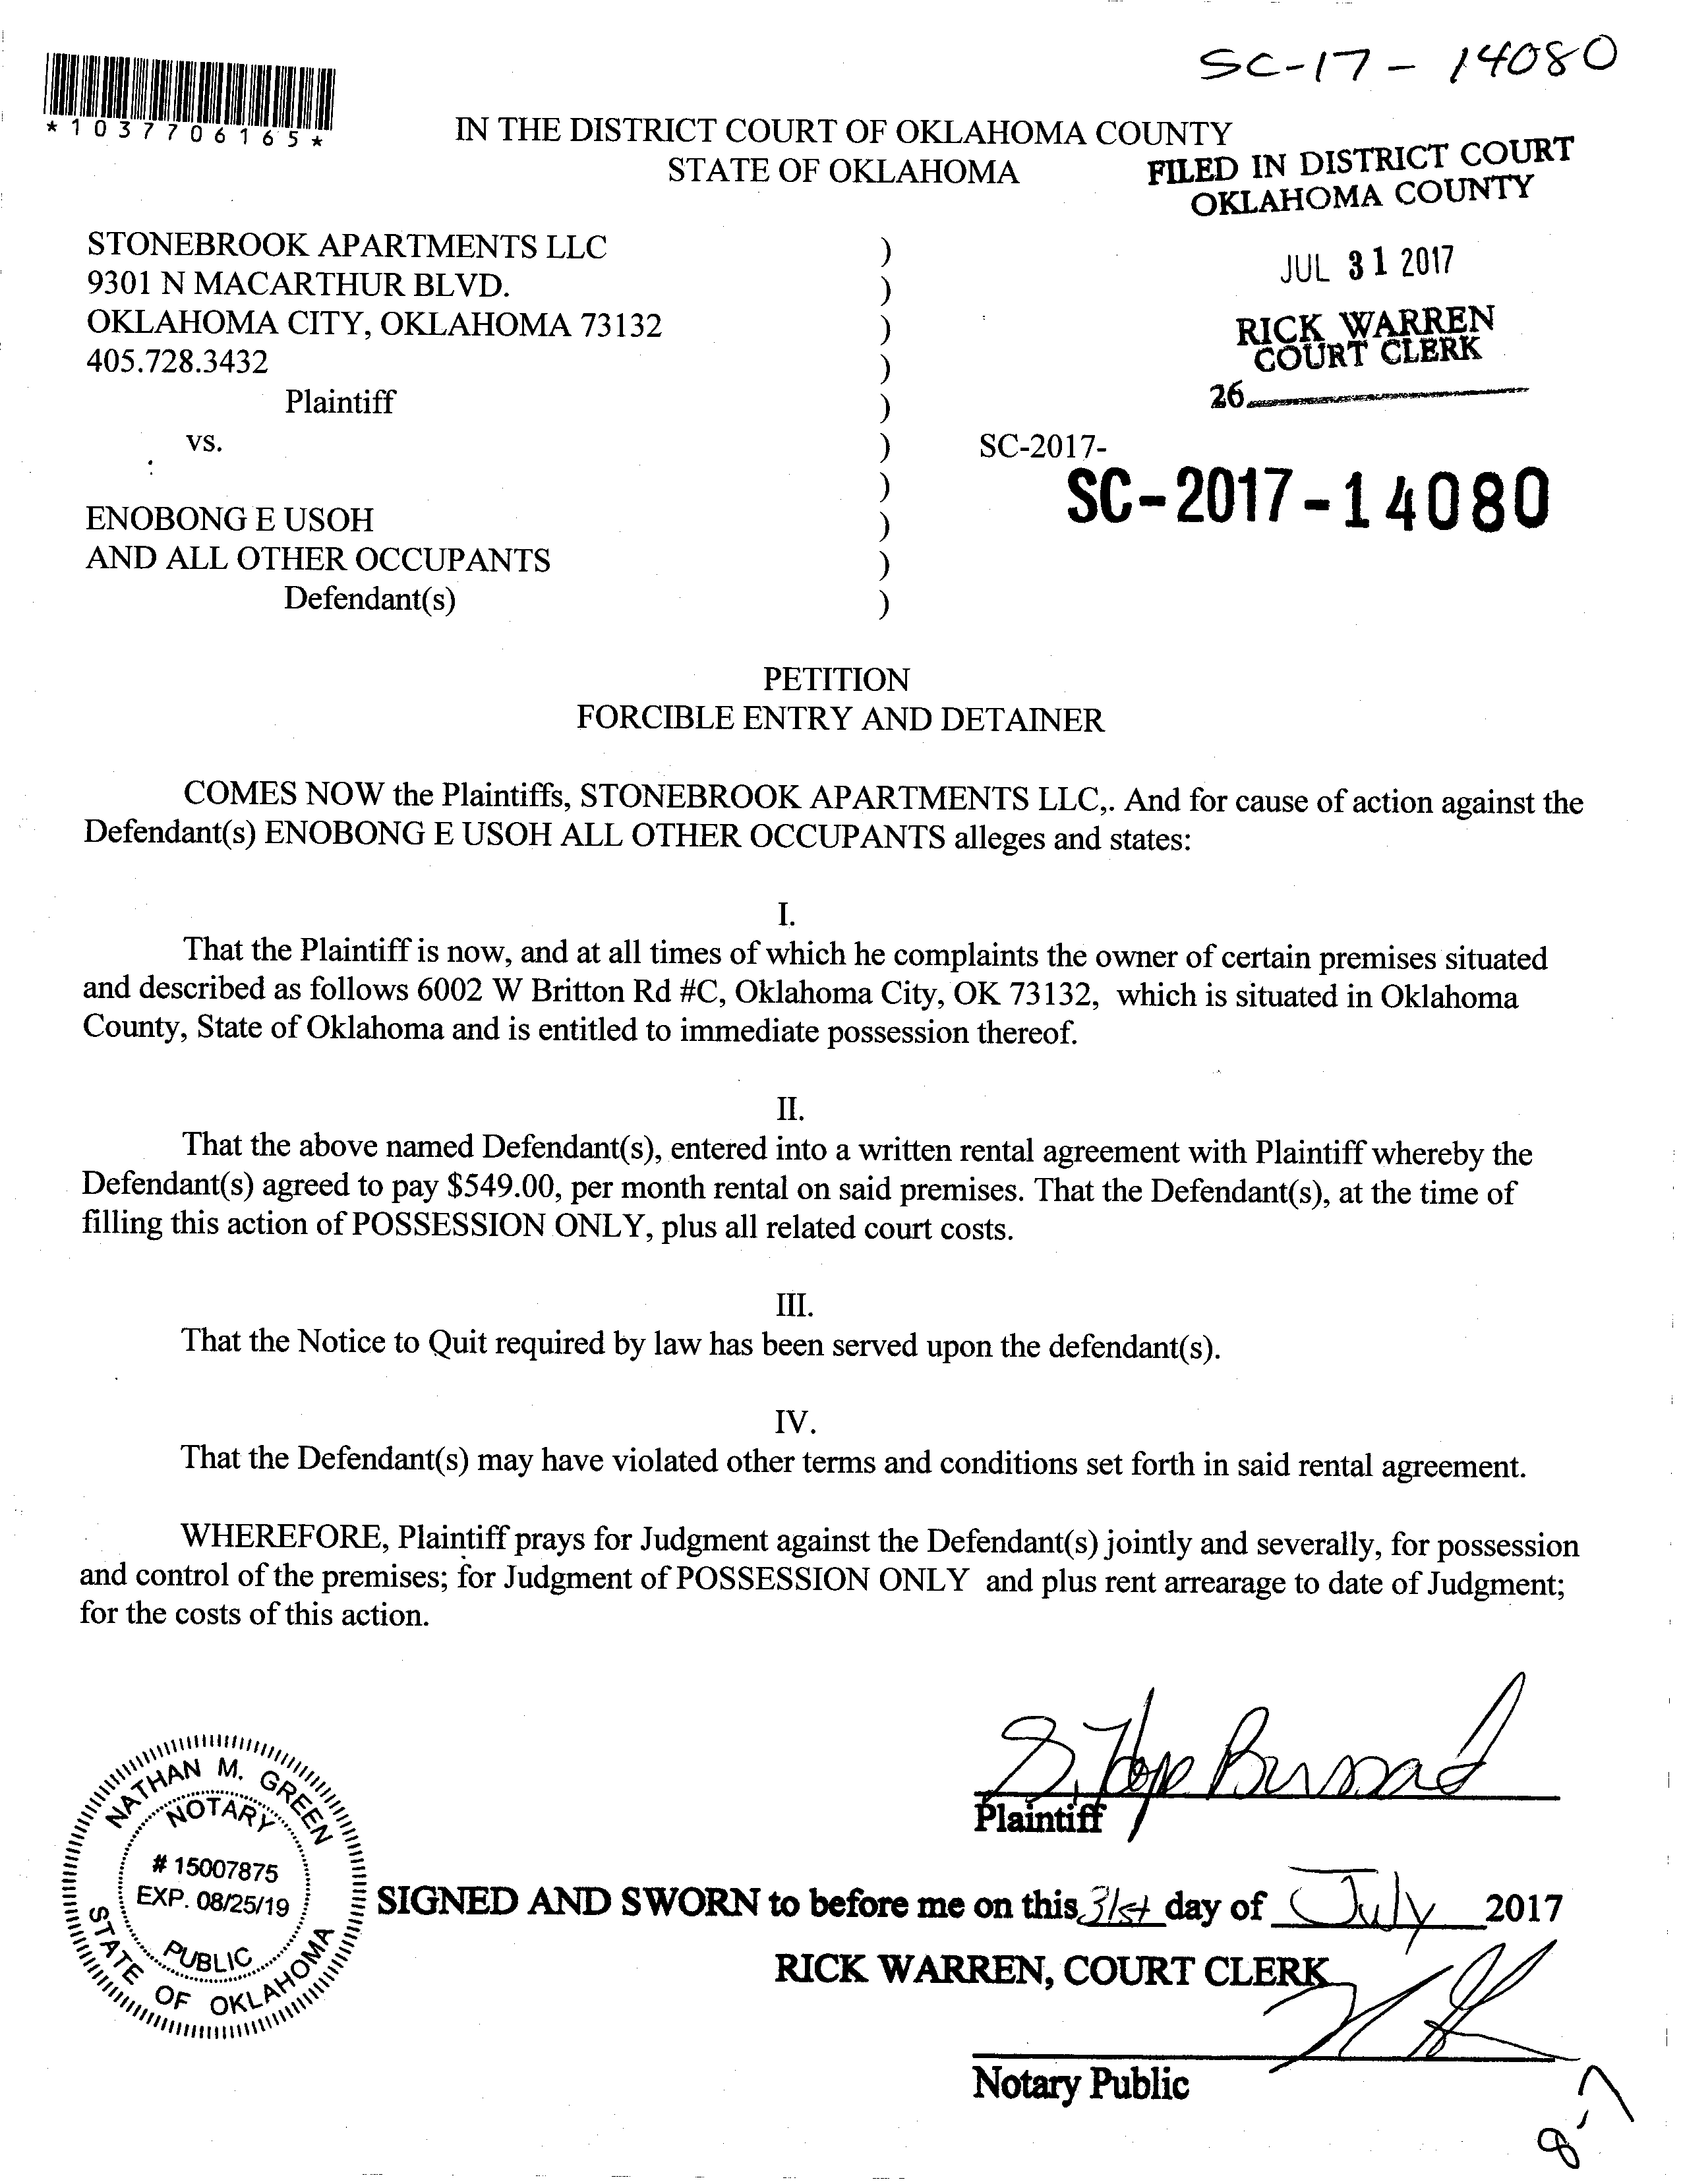 SC-17-14080
*1037706165*
IN THE DISTRICT COURT OF OKLAHOMA COUNTY
STATE OF OKLAHOMA
FILED IN DISTRICT COURT
OKLAHOMA COUNTY
JUL 31 2017
RICK WARREN
COURT CLERK
26
STONEBROOK APARTMENTS LLC )
9301 N MACARTHUR BLVD. )
OKLAHOMA CITY, OKLAHOMA 73132 )
405.728.3432 )
Plaintiff )
vs. ) SC-2017-
) SC-2017-14080
ENOBONG E USOH )
AND ALL OTHER OCCUPANTS )
Defendant(s) )
PETITION
FORCIBLE ENTRY AND DETAINER
COMES NOW the Plaintiffs, STONEBROOK APARTMENTS LLC,. And for cause of action against the
Defendant(s) ENOBONG E USOH ALL OTHER OCCUPANTS alleges and states:
I.
That the Plaintiff is now, and at all times of which he complaints the owner of certain premises situated
and described as follows 6002 W Britton Rd #C, Oklahoma City, OK 73132, which is situated in Oklahoma
County, State of Oklahoma and is entitled to immediate possession thereof.
II.
That the above named Defendant(s), entered into a written rental agreement with Plaintiff whereby the
Defendant(s) agreed to pay $549.00, per month rental on said premises. That the Defendant(s), at the time of
filling this action of POSSESSION ONLY, plus all related court costs.
III.
That the Notice to Quit required by law has been served upon the defendant(s).
IV.
That the Defendant(s) may have violated other terms and conditions set forth in said rental agreement.
WHEREFORE, Plaintiff prays for Judgment against the Defendant(s) jointly and severally, for possession
and control of the premises; for Judgment of POSSESSION ONLY and plus rent arrearage to date of Judgment;
for the costs of this action.
S. Hope
Plaintiff
NATHAN M. GREEN
NOTARY
# 15007875
EXP. 08/25/19
PUBLIC
STATE OF OKLAHOMA
SIGNED AND SWORN to before me on this 31st day of July 2017
RICK WARREN, COURT CLERK
Notary Public
8-7